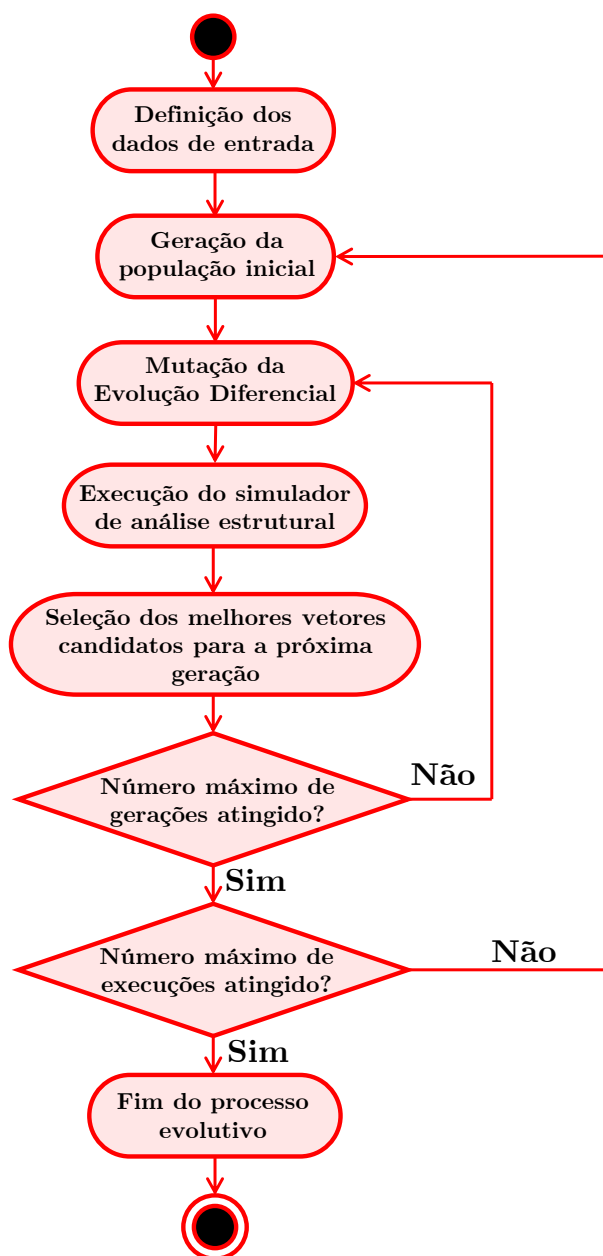 Definição dos
dados de entrada
Geração da
população inicial
Mutação da
Evolução Diferencial
Execução do simulador
de análise estrutural
Seleção dos melhores vetores
candidatos para a próxima
geração
Número máximo de
gerações atingido?
Não
Sim
Número máximo de
execuções atingido?
Não
Sim
Fim do processo
evolutivo